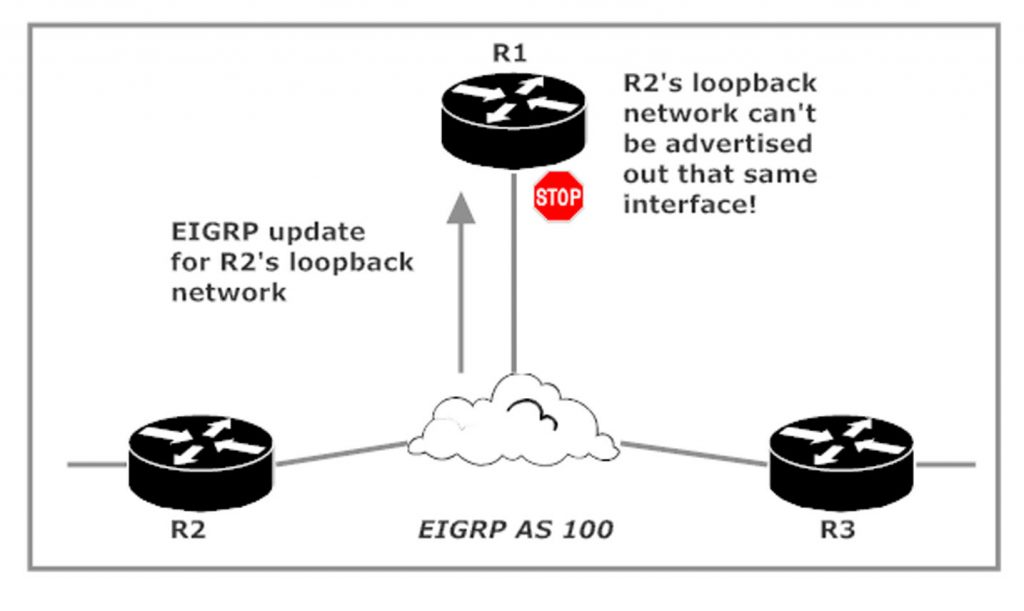 R1
R2's loopback
network can't
be advertised
out that same
interface!
STOP
EIGRP update
for R2's loopback
network
R2
EIGRP AS 100
R3